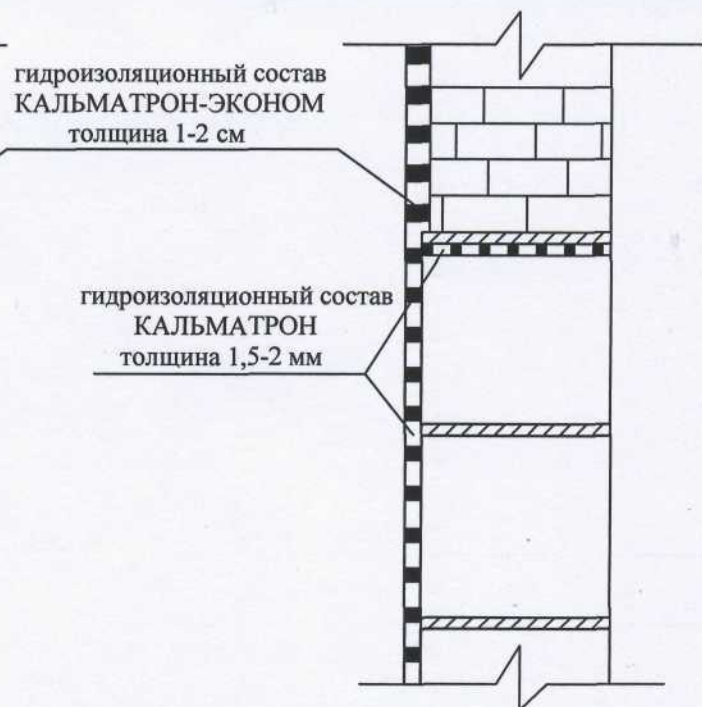 гидроизоляционный состав
КАЛЬМАТРОН-ЭКОНОМ
толщина 1-2 см
гидроизоляционный состав
КАЛЬМАТРОН
толщина 1,5-2 мм